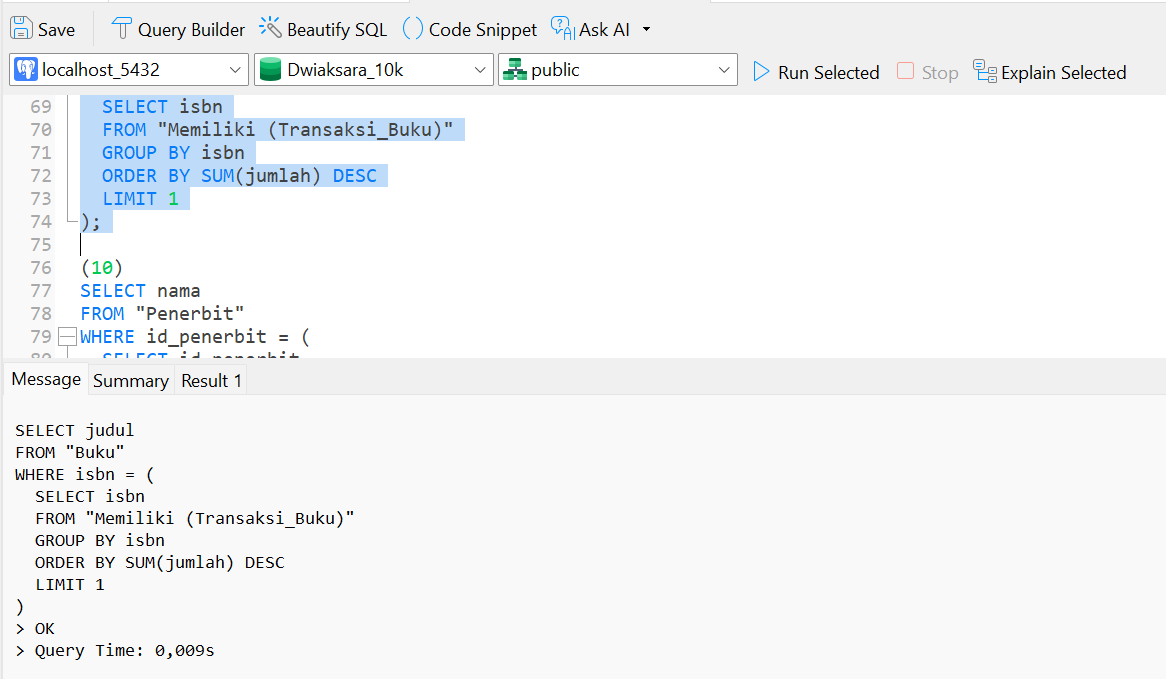 Save Query Builder Beautify SQL () Code Snippet Ask AI
localhost_5432 Dwiaksara_10k public Run Selected Stop Explain Selected
69 SELECT isbn
70 FROM "Memiliki (Transaksi_Buku)"
71 GROUP BY isbn
72 ORDER BY SUM(jumlah) DESC
73 LIMIT 1
74 );
75
76 (10)
77 SELECT nama
78 FROM "Penerbit"
79 WHERE id_penerbit = (
80 SELECT id_penerbit
Message Summary Result 1
SELECT judul
FROM "Buku"
WHERE isbn = (
SELECT isbn
FROM "Memiliki (Transaksi_Buku)"
GROUP BY isbn
ORDER BY SUM(jumlah) DESC
LIMIT 1
)
> OK
> Query Time: 0,009s